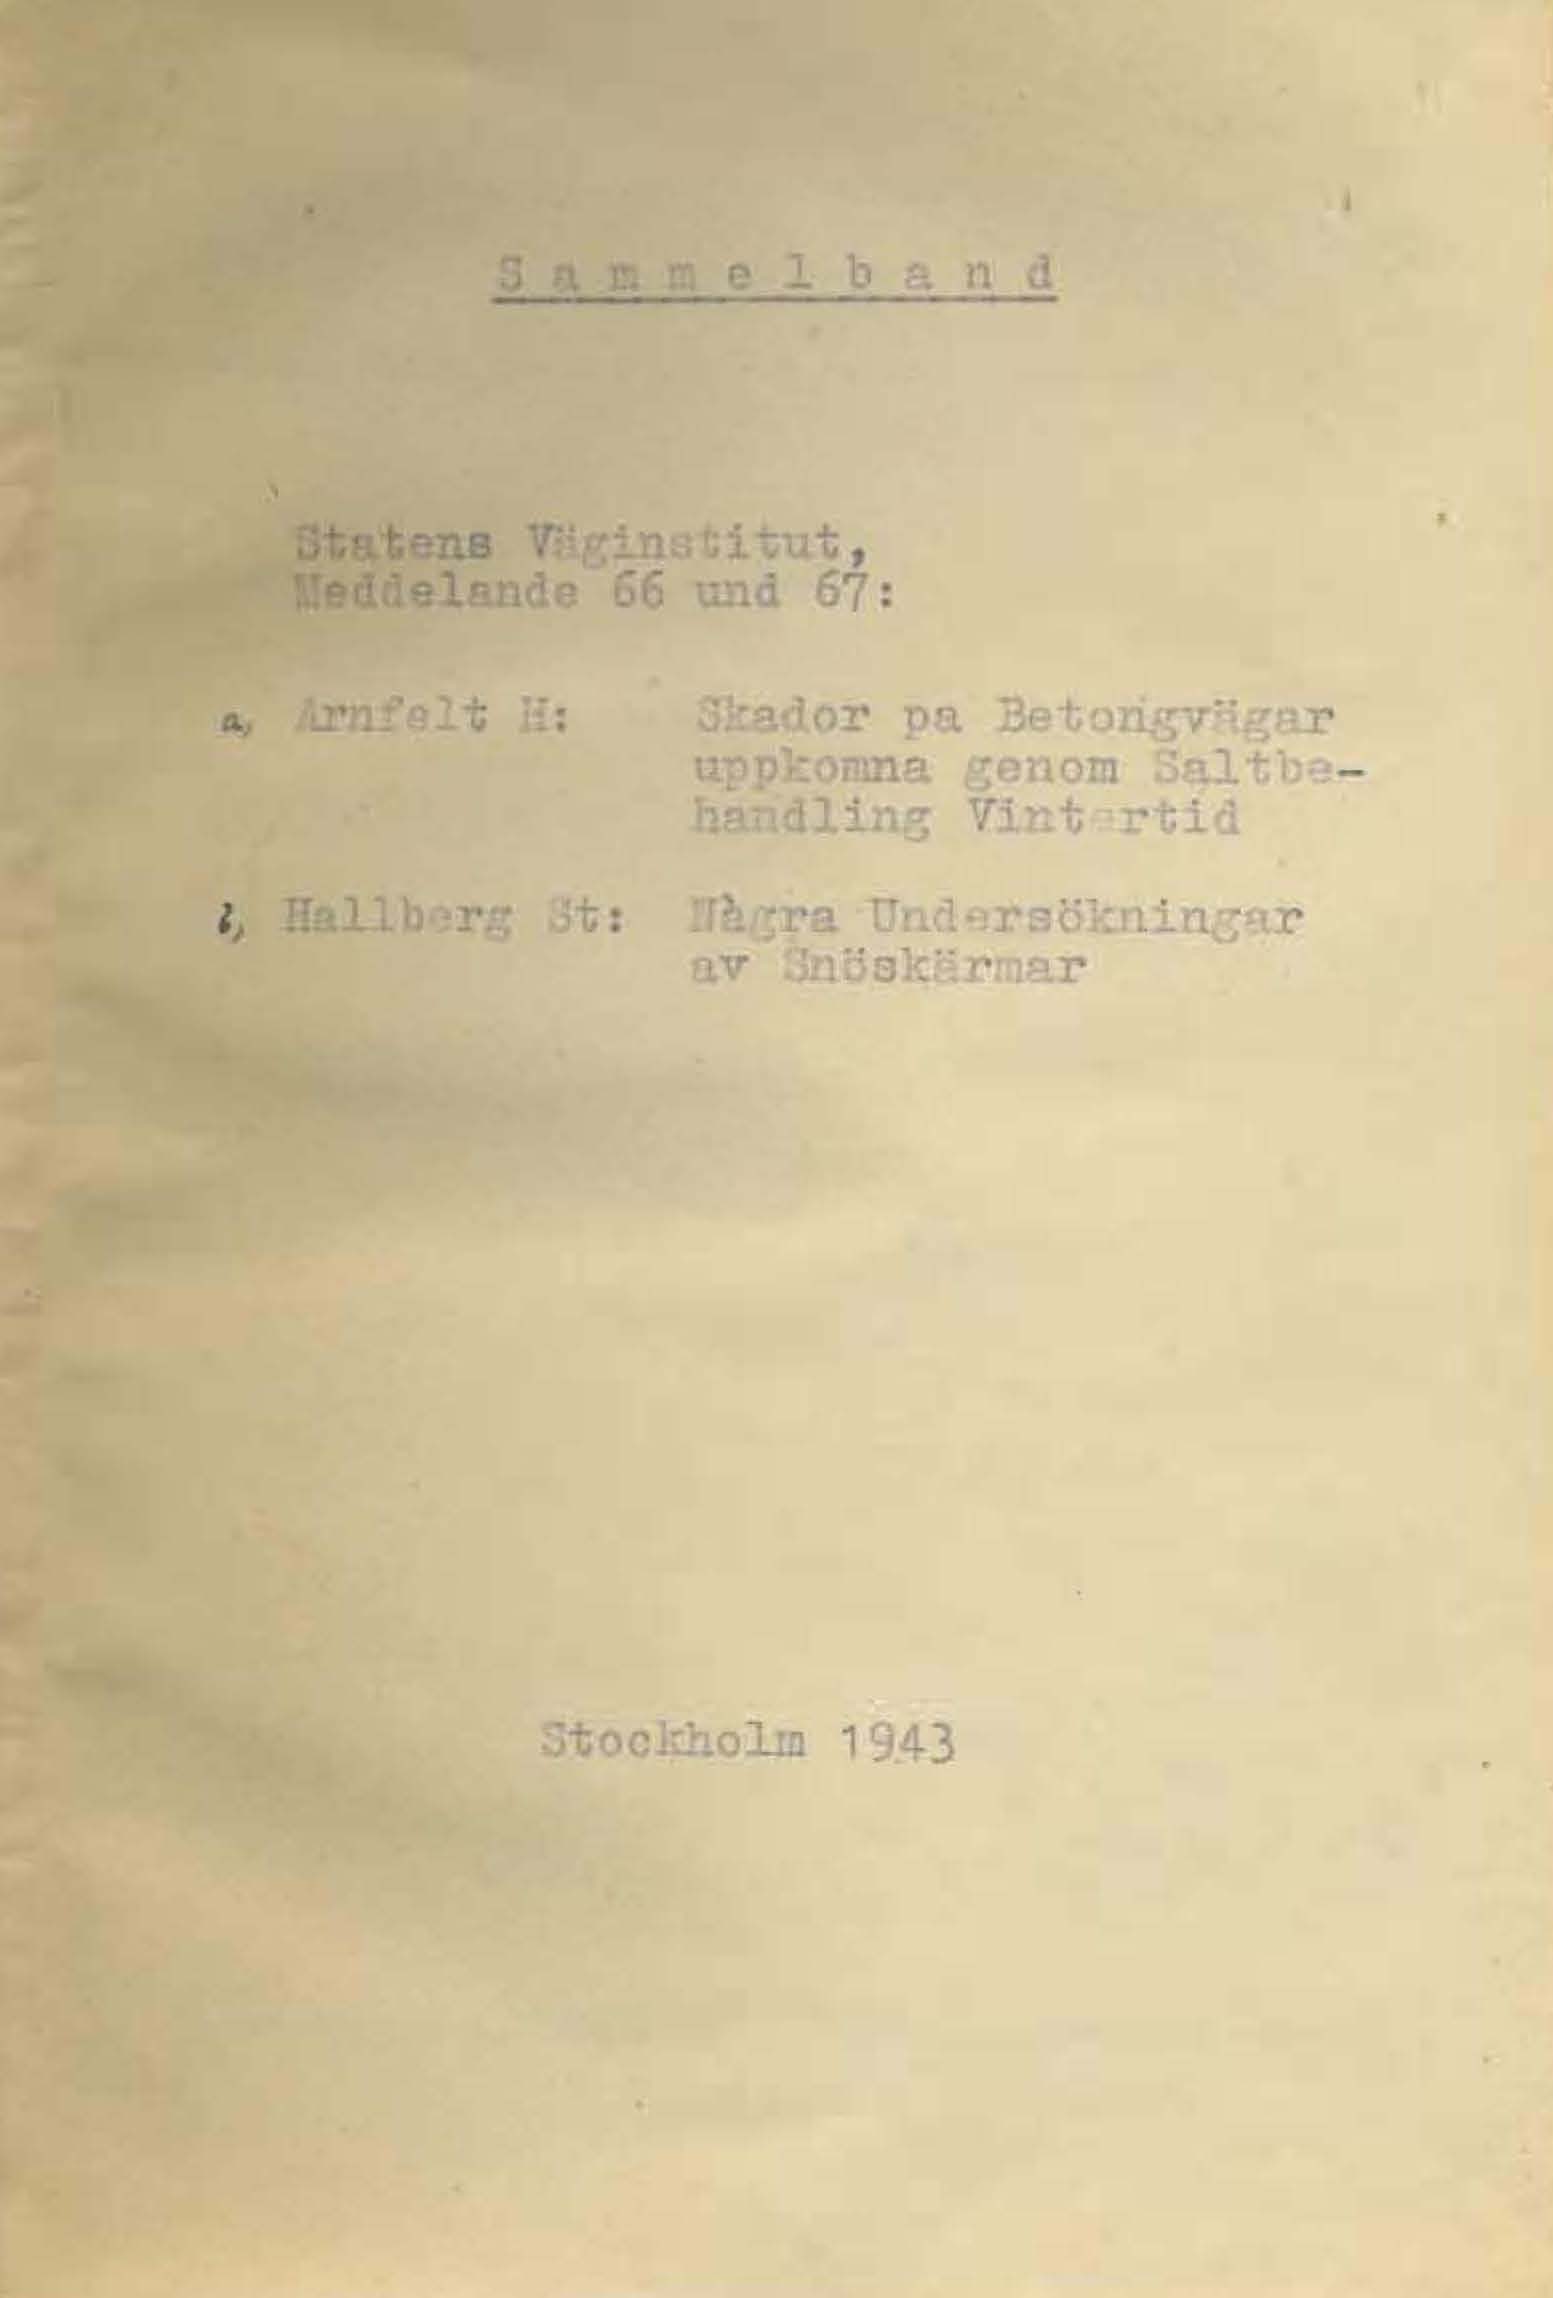 S a m m e l b a n d
Statens Väginstitut,
Meddelande 66 und 67:
a, Arnfelt H: Skador pa Betongvägar
uppkomna genom Saltbe-
handling Vintertid
b, Hallberg St: Nàgra Undersökningar
av Snöskärmar
Stockholm 1943